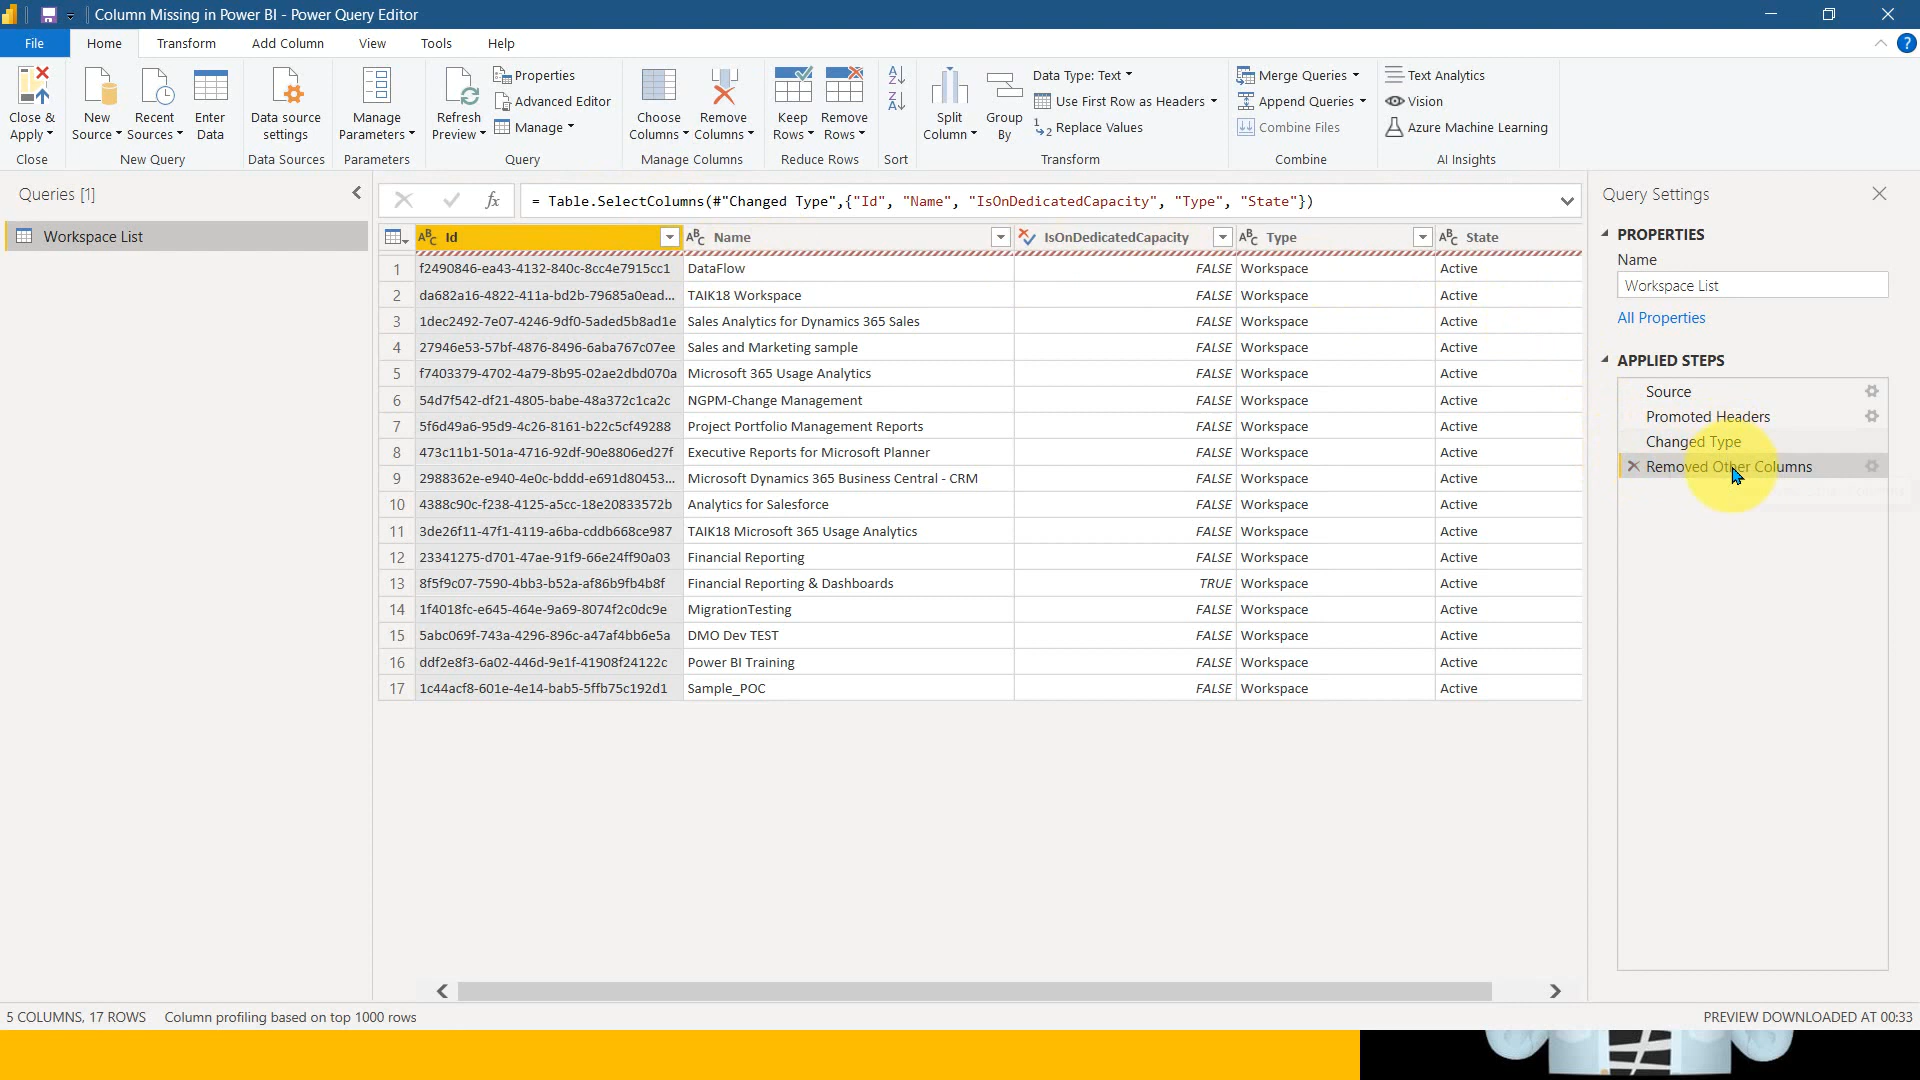 Column Missing in Power BI - Power Query Editor
File Home Transform Add Column View Tools Help
Close & Apply
New Source
Recent Sources
Enter Data
Data source settings
Manage Parameters
Refresh Preview
Properties
Advanced Editor
Manage
Choose Columns
Remove Columns
Keep Rows
Remove Rows
Split Column
Group By
Data Type: Text
Use First Row as Headers
Replace Values
Merge Queries
Append Queries
Combine Files
Text Analytics
Vision
Azure Machine Learning
Close New Query Data Sources Parameters Query Manage Columns Reduce Rows Sort Transform Combine AI Insights
Queries [1]
Workspace List
fx = Table.SelectColumns(#"Changed Type",{"Id", "Name", "IsOnDedicatedCapacity", "Type", "State"})
ABC Id ABC Name IsOnDedicatedCapacity ABC Type ABC State
1 f2490846-ea43-4132-840c-8cc4e7915cc1 DataFlow FALSE Workspace Active
2 da682a16-4822-411a-bd2b-79685a0ead... TAIK18 Workspace FALSE Workspace Active
3 1dec2492-7e07-4246-9df0-5aded5b8ad1e Sales Analytics for Dynamics 365 Sales FALSE Workspace Active
4 27946e53-57bf-4876-8496-6aba767c07ee Sales and Marketing sample FALSE Workspace Active
5 f7403379-4702-4a79-8b95-02ae2dbd070a Microsoft 365 Usage Analytics FALSE Workspace Active
6 54d7f542-df21-4805-babe-48a372c1ca2c NGPM-Change Management FALSE Workspace Active
7 5f6d49a6-95d9-4c26-8161-b22c5cf49288 Project Portfolio Management Reports FALSE Workspace Active
8 473c11b1-501a-4716-92df-90e8806ed27f Executive Reports for Microsoft Planner FALSE Workspace Active
9 2988362e-e940-4e0c-bddd-e691d80453... Microsoft Dynamics 365 Business Central - CRM FALSE Workspace Active
10 4388c90c-f238-4125-a5cc-18e20833572b Analytics for Salesforce FALSE Workspace Active
11 3de26f11-47f1-4119-a6ba-cddb668ce987 TAIK18 Microsoft 365 Usage Analytics FALSE Workspace Active
12 23341275-d701-47ae-91f9-66e24ff90a03 Financial Reporting FALSE Workspace Active
13 8f5f9c07-7590-4bb3-b52a-af86b9fb4b8f Financial Reporting & Dashboards TRUE Workspace Active
14 1f4018fc-e645-464e-9a69-8074f2c0dc9e MigrationTesting FALSE Workspace Active
15 5abc069f-743a-4296-896c-a47af4bb6e5a DMO Dev TEST FALSE Workspace Active
16 ddf2e8f3-6a02-446d-9e1f-41908f24122c Power BI Training FALSE Workspace Active
17 1c44acf8-601e-4e14-bab5-5ffb75c192d1 Sample_POC FALSE Workspace Active
Query Settings
PROPERTIES
Name
Workspace List
All Properties
APPLIED STEPS
Source
Promoted Headers
Changed Type
Removed Other Columns
5 COLUMNS, 17 ROWS Column profiling based on top 1000 rows PREVIEW DOWNLOADED AT 00:33